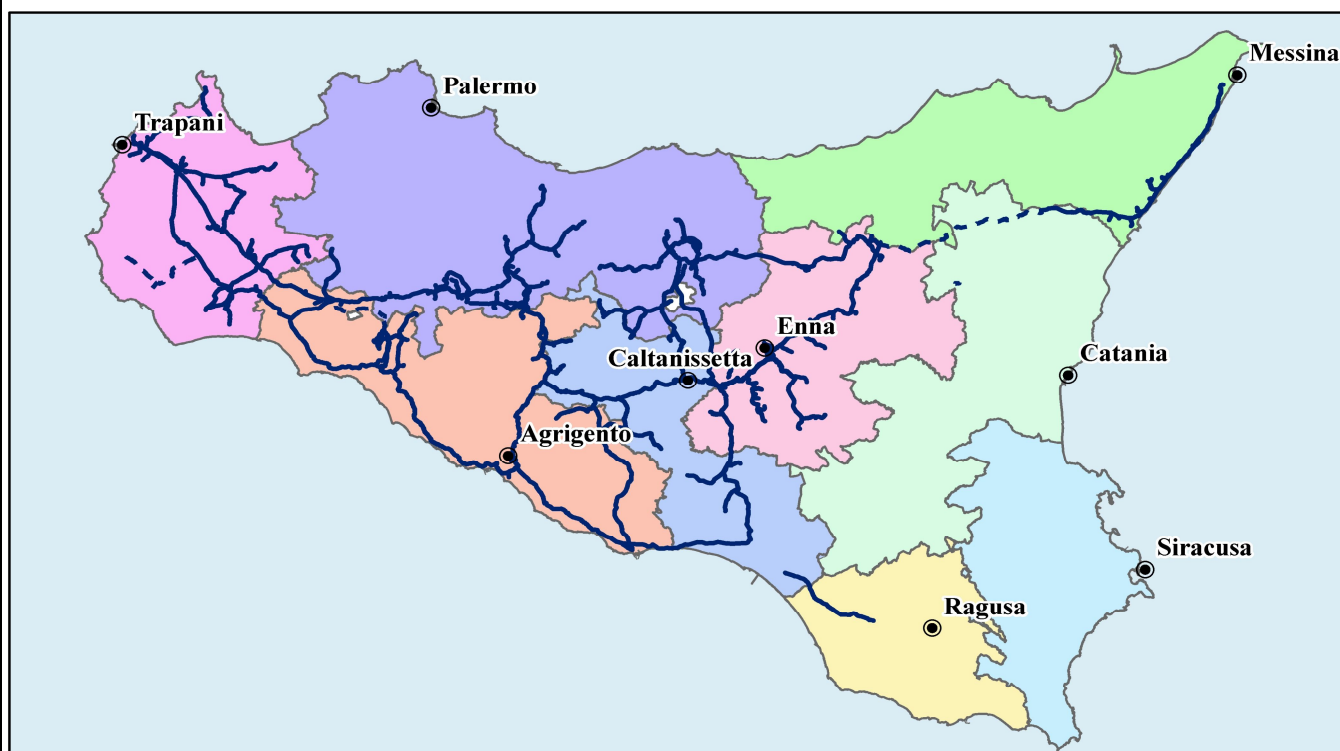 Messina
Palermo
Trapani
Enna
Caltanissetta
Catania
Agrigento
Siracusa
Ragusa